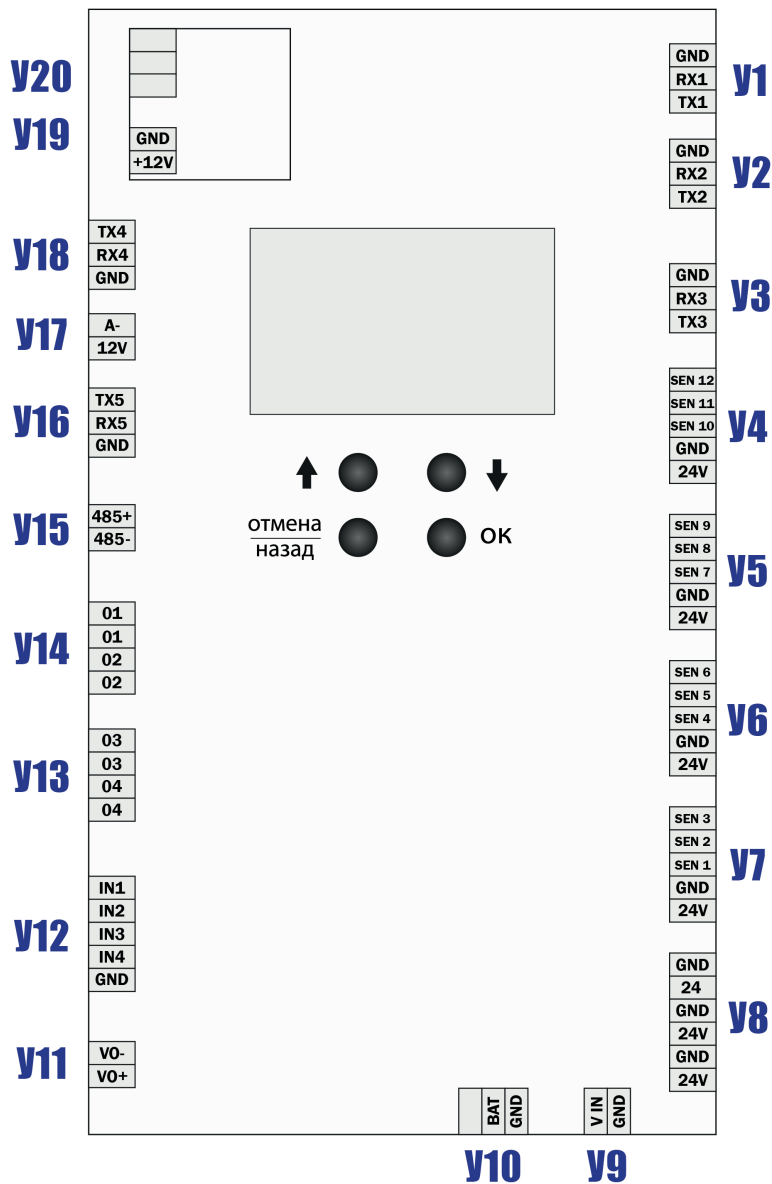 У20
У19
GND
+12V
У18
TX4
RX4
GND
У17
A-
12V
У16
TX5
RX5
GND
У15
485+
485-
У14
01
01
02
02
У13
03
03
04
04
У12
IN1
IN2
IN3
IN4
GND
У11
VO-
VO+
отмена
назад
OK
GND
RX1
TX1
У1
GND
RX2
TX2
У2
GND
RX3
TX3
У3
SEN 12
SEN 11
SEN 10
GND
24V
У4
SEN 9
SEN 8
SEN 7
GND
24V
У5
SEN 6
SEN 5
SEN 4
GND
24V
У6
SEN 3
SEN 2
SEN 1
GND
24V
У7
GND
24
GND
24V
GND
24V
У8
BAT
GND
У10
V IN
GND
У9